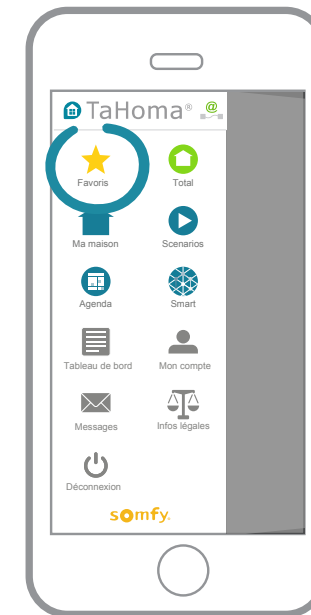 TaHoma® @
Favoris Total
Ma maison Scenarios
Agenda Smart
Tableau de bord Mon compte
Messages Infos légales
Déconnexion
somfy.